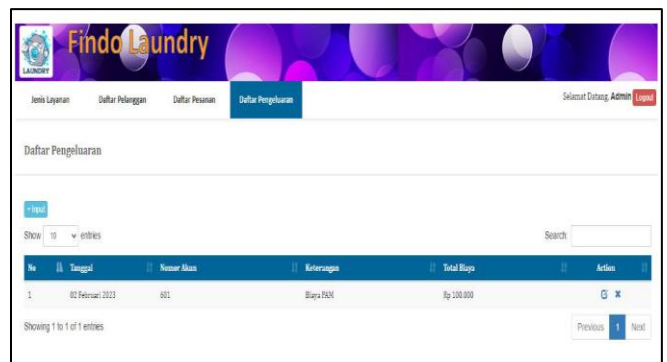 Findo Laundry
LAUNDRY
Jenis Layanan Daftar Pelanggan Daftar Pesanan Daftar Pengeluaran Selamat Datang, Admin Logout
Daftar Pengeluaran
+ Input
Show 10 entries Search:
No Tanggal Nomor Akun Keterangan Total Biaya Action
1 02 Februari 2023 601 Biaya PAM Rp 100.000
Showing 1 to 1 of 1 entries Previous 1 Next